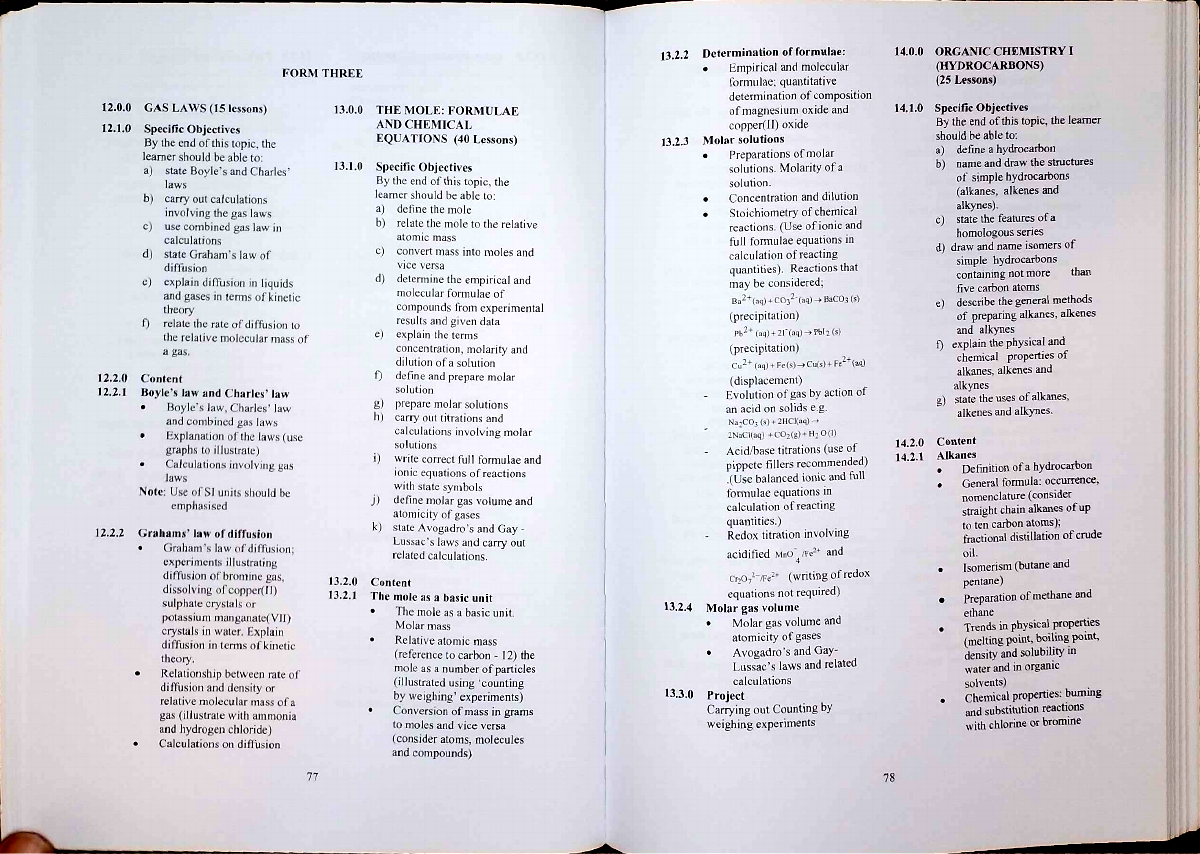 FORM THREE
12.0.0 GAS LAWS (15 lessons)
12.1.0 Specific Objectives
By the end of this topic, the
learner should be able to:
a) state Boyle's and Charles'
laws
b) carry out calculations
involving the gas laws
c) use combined gas law in
calculations
d) state Graham's law of
diffusion
e) explain diffusion in liquids
and gases in terms of kinetic
theory
f) relate the rate of diffusion to
the relative molecular mass of
a gas.
12.2.0 Content
12.2.1 Boyle's law and Charles' law
• Boyle's law, Charles' law
and combined gas laws
• Explanation of the laws (use
graphs to illustrate)
• Calculations involving gas
laws
Note: Use of SI units should be
emphasised
12.2.2 Grahams' law of diffusion
• Graham's law of diffusion;
experiments illustrating
diffusion of bromine gas,
dissolving of copper(II)
sulphate crystals or
potassium manganate(VII)
crystals in water. Explain
diffusion in terms of kinetic
theory.
• Relationship between rate of
diffusion and density or
relative molecular mass of a
gas (illustrate with ammonia
and hydrogen chloride)
• Calculations on diffusion
13.0.0 THE MOLE: FORMULAE
AND CHEMICAL
EQUATIONS (40 Lessons)
13.1.0 Specific Objectives
By the end of this topic, the
learner should be able to:
a) define the mole
b) relate the mole to the relative
atomic mass
c) convert mass into moles and
vice versa
d) determine the empirical and
molecular formulae of
compounds from experimental
results and given data
e) explain the terms
concentration, molarity and
dilution of a solution
f) define and prepare molar
solution
g) prepare molar solutions
h) carry out titrations and
calculations involving molar
solutions
i) write correct full formulae and
ionic equations of reactions
with state symbols
j) define molar gas volume and
atomicity of gases
k) state Avogadro's and Gay -
Lussac's laws and carry out
related calculations.
13.2.0 Content
13.2.1 The mole as a basic unit
• The mole as a basic unit.
Molar mass
• Relative atomic mass
(reference to carbon - 12) the
mole as a number of particles
(illustrated using 'counting
by weighing' experiments)
• Conversion of mass in grams
to moles and vice versa
(consider atoms, molecules
and compounds)
77
13.2.2 Determination of formulae:
• Empirical and molecular
formulae; quantitative
determination of composition
of magnesium oxide and
copper(II) oxide
13.2.3 Molar solutions
• Preparations of molar
solutions. Molarity of a
solution.
• Concentration and dilution
• Stoichiometry of chemical
reactions. (Use of ionic and
full formulae equations in
calculation of reacting
quantities). Reactions that
may be considered;
Ba²⁺(aq) + CO₃²⁻(aq) → BaCO₃ (s)
(precipitation)
Pb²⁺ (aq) + 2I⁻(aq) → PbI₂ (s)
(precipitation)
Cu²⁺ (aq) + Fe(s) → Cu(s) + Fe²⁺(aq)
(displacement)
- Evolution of gas by action of
an acid on solids e.g.
Na₂CO₃ (s) + 2HCl(aq) →
- 2NaCl(aq) + CO₂(g) + H₂O (l)
- Acid/base titrations (use of
pippete fillers recommended)
.(Use balanced ionic and full
formulae equations in
calculation of reacting
quantities.)
- Redox titration involving
acidified MnO₄⁻/Fe²⁺ and
Cr₂O₇²⁻/Fe²⁺ (writing of redox
equations not required)
13.2.4 Molar gas volume
• Molar gas volume and
atomicity of gases
• Avogadro's and Gay-
Lussac's laws and related
calculations
13.3.0 Project
Carrying out Counting by
weighing experiments
14.0.0 ORGANIC CHEMISTRY I
(HYDROCARBONS)
(25 Lessons)
14.1.0 Specific Objectives
By the end of this topic, the learner
should be able to:
a) define a hydrocarbon
b) name and draw the structures
of simple hydrocarbons
(alkanes, alkenes and
alkynes).
c) state the features of a
homologous series
d) draw and name isomers of
simple hydrocarbons
containing not more than
five carbon atoms
e) describe the general methods
of preparing alkanes, alkenes
and alkynes
f) explain the physical and
chemical properties of
alkanes, alkenes and
alkynes
g) state the uses of alkanes,
alkenes and alkynes.
14.2.0 Content
14.2.1 Alkanes
• Definition of a hydrocarbon
• General formula: occurrence,
nomenclature (consider
straight chain alkanes of up
to ten carbon atoms);
fractional distillation of crude
oil.
• Isomerism (butane and
pentane)
• Preparation of methane and
ethane
• Trends in physical properties
(melting point, boiling point,
density and solubility in
water and in organic
solvents)
• Chemical properties: burning
and substitution reactions
with chlorine or bromine
78